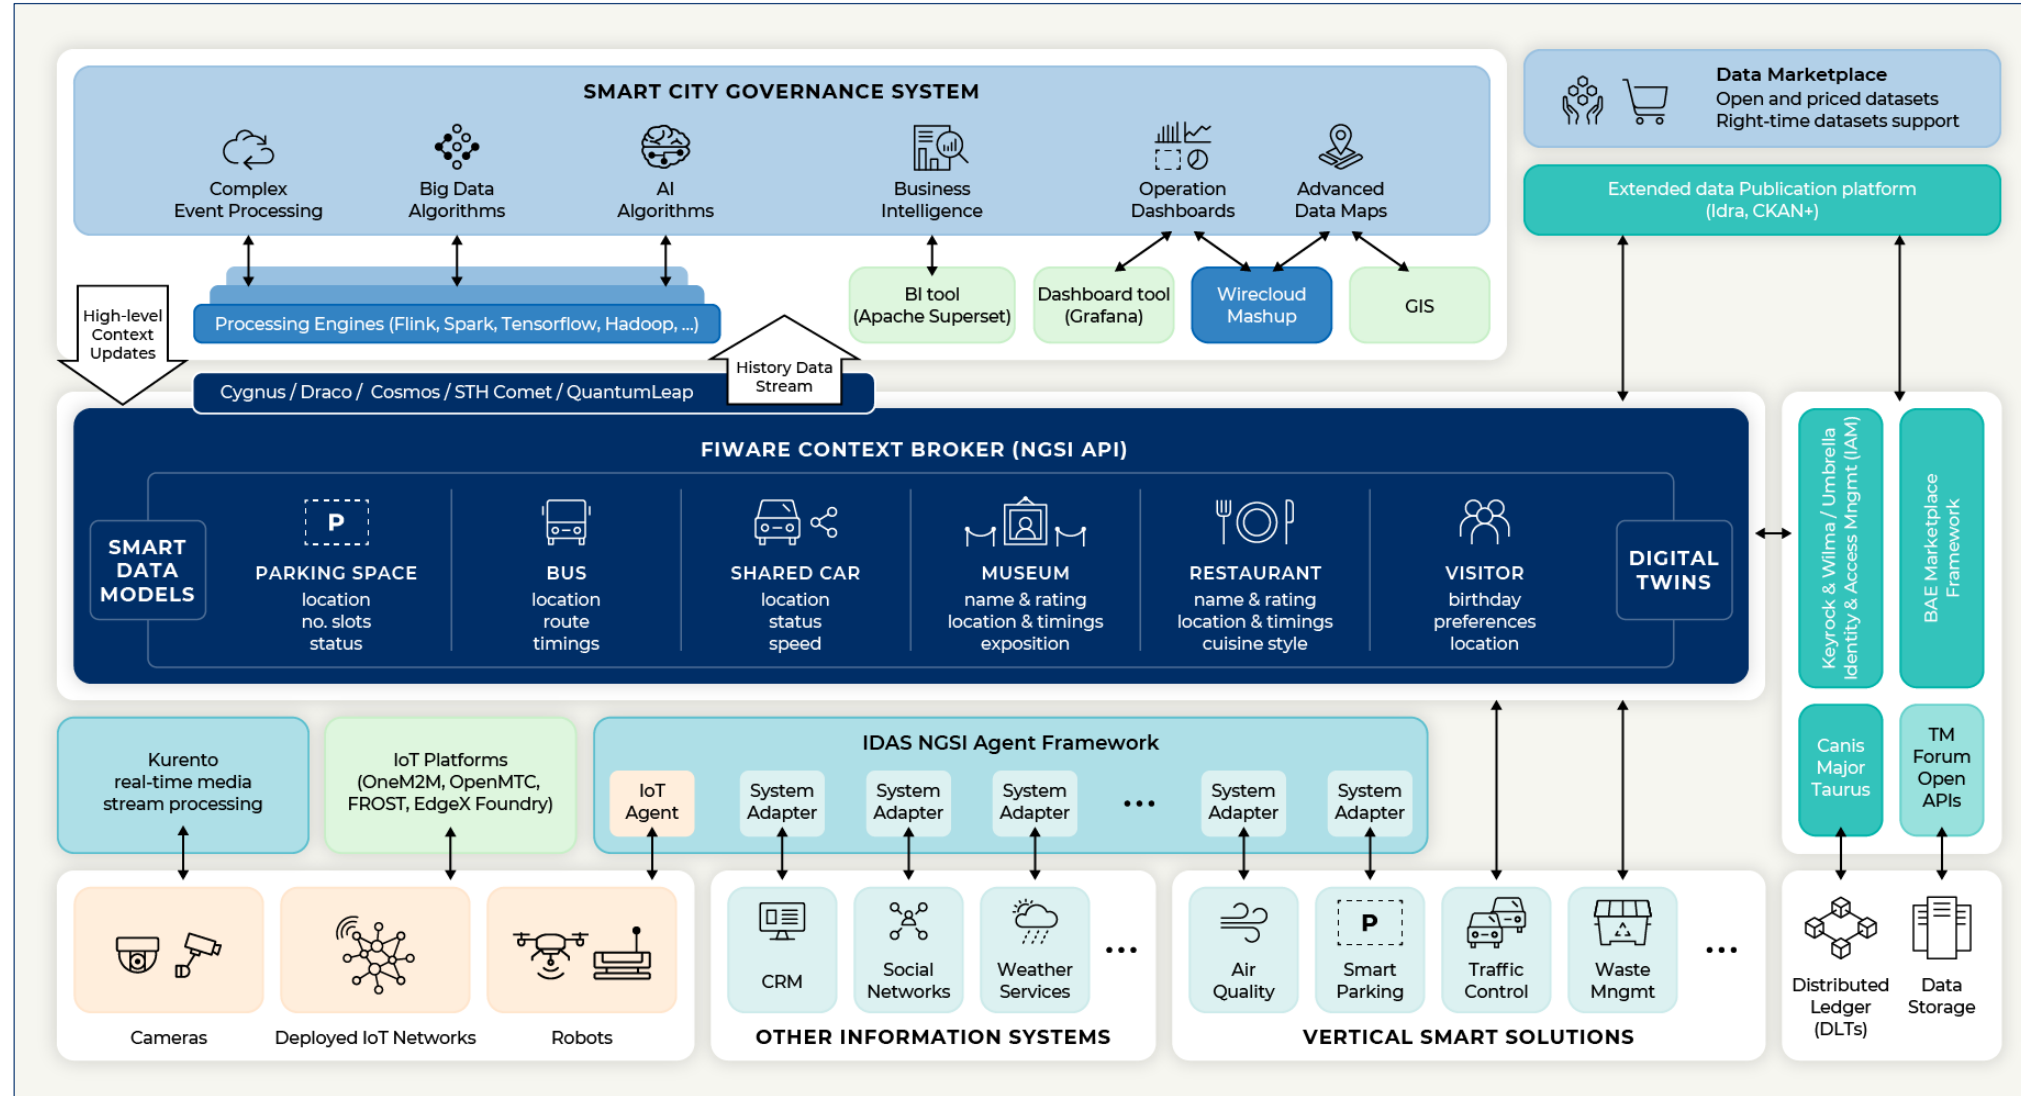 SMART CITY GOVERNANCE SYSTEM
Complex
Event Processing
Big Data
Algorithms
AI
Algorithms
Business
Intelligence
Operation
Dashboards
Advanced
Data Maps
Data Marketplace
Open and priced datasets
Right-time datasets support
Extended data Publication platform
(Idra, CKAN+)
High-level
Context
Updates
Processing Engines (Flink, Spark, Tensorflow, Hadoop, ...)
BI tool
(Apache Superset)
Dashboard tool
(Grafana)
Wirecloud
Mashup
GIS
History Data
Stream
Cygnus / Draco / Cosmos / STH Comet / QuantumLeap
FIWARE CONTEXT BROKER (NGSI API)
SMART
DATA
MODELS
P
PARKING SPACE
location
no. slots
status
BUS
location
route
timings
SHARED CAR
location
status
speed
MUSEUM
name & rating
location & timings
exposition
RESTAURANT
name & rating
location & timings
cuisine style
VISITOR
birthday
preferences
location
DIGITAL
TWINS
Keyrock & Wilma / Umbrella
Identity & Access Mngmt (IAM)
BAE Marketplace
Framework
Kurento
real-time media
stream processing
IoT Platforms
(OneM2M, OpenMTC,
FROST, EdgeX Foundry)
IDAS NGSI Agent Framework
IoT
Agent
System
Adapter
System
Adapter
System
Adapter
...
System
Adapter
System
Adapter
Canis
Major
Taurus
TM
Forum
Open
APIs
Cameras
Deployed IoT Networks
Robots
CRM
Social
Networks
Weather
Services
...
OTHER INFORMATION SYSTEMS
Air
Quality
P
Smart
Parking
Traffic
Control
Waste
Mngmt
...
VERTICAL SMART SOLUTIONS
Distributed
Ledger
(DLTs)
Data
Storage